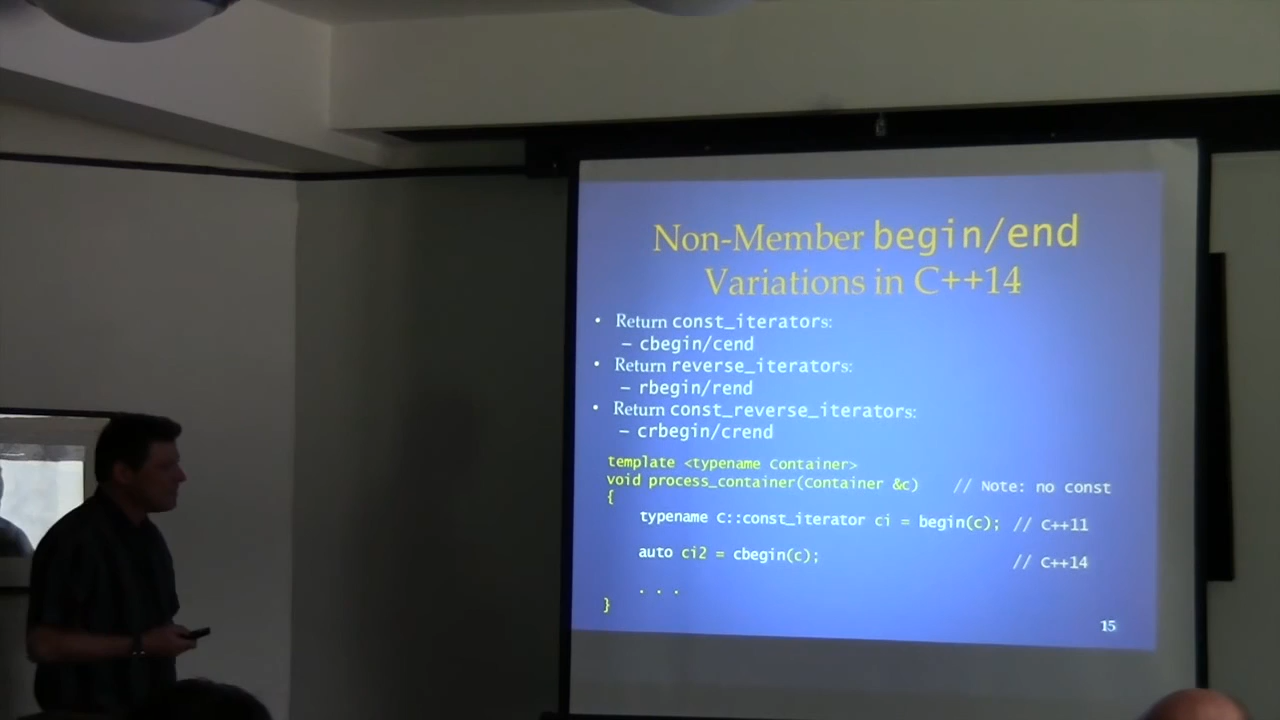 Non-Member begin/end
Variations in C++14
• Return const_iterators:
– cbegin/cend
• Return reverse_iterators:
– rbegin/rend
• Return const_reverse_iterators:
– crbegin/crend
template <typename Container>
void process_container(Container &c) // Note: no const
{
typename C::const_iterator ci = begin(c); // C++11
auto ci2 = cbegin(c); // C++14
. . .
}
15